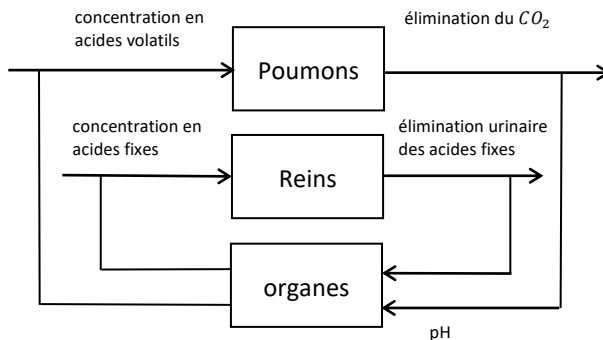 concentration en
acides volatils
élimination du CO₂
Poumons
concentration en
acides fixes
élimination urinaire
des acides fixes
Reins
organes
pH